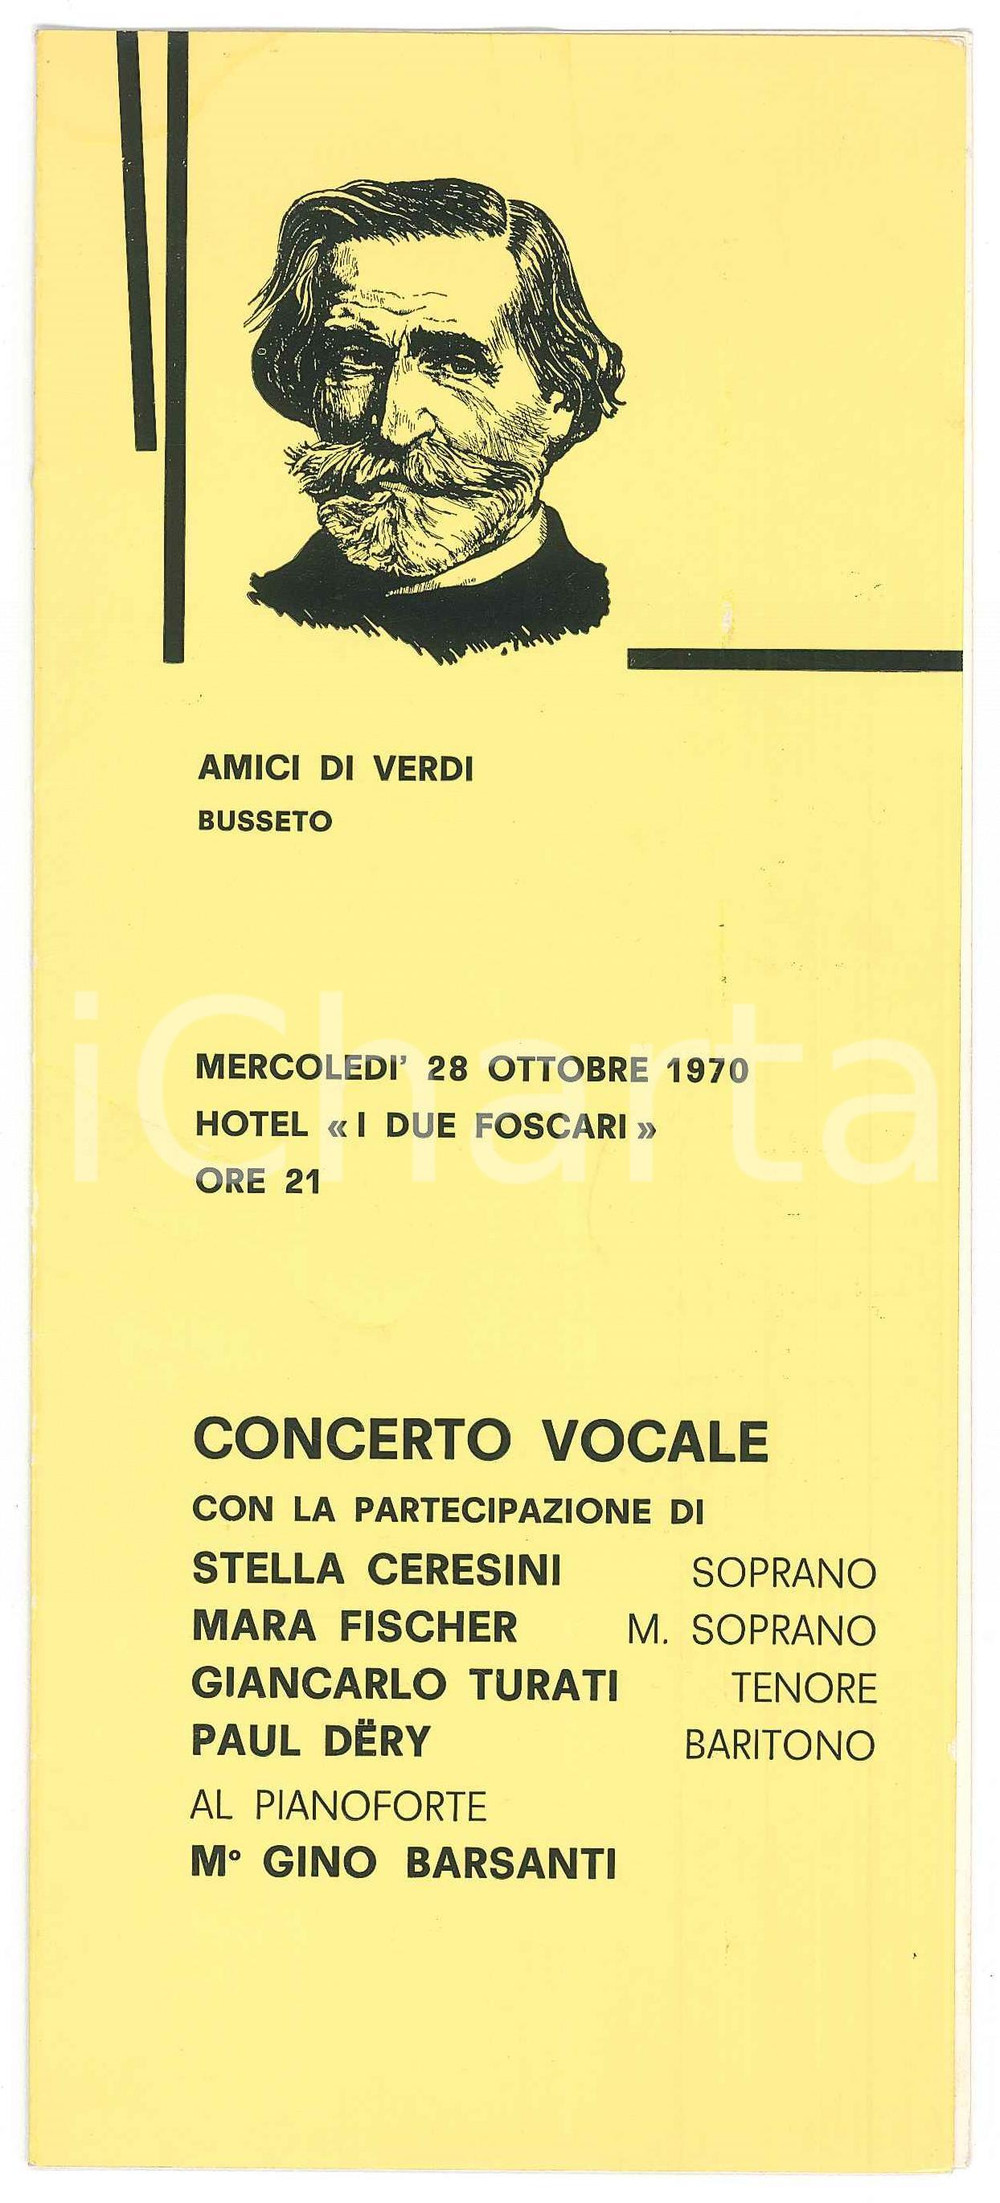 AMICI DI VERDI
BUSSETO
iCharta
MERCOLEDI' 28 OTTOBRE 1970
HOTEL « I DUE FOSCARI »
ORE 21
CONCERTO VOCALE
CON LA PARTECIPAZIONE DI
STELLA CERESINI SOPRANO
MARA FISCHER M. SOPRANO
GIANCARLO TURATI TENORE
PAUL DËRY BARITONO
AL PIANOFORTE
M° GINO BARSANTI